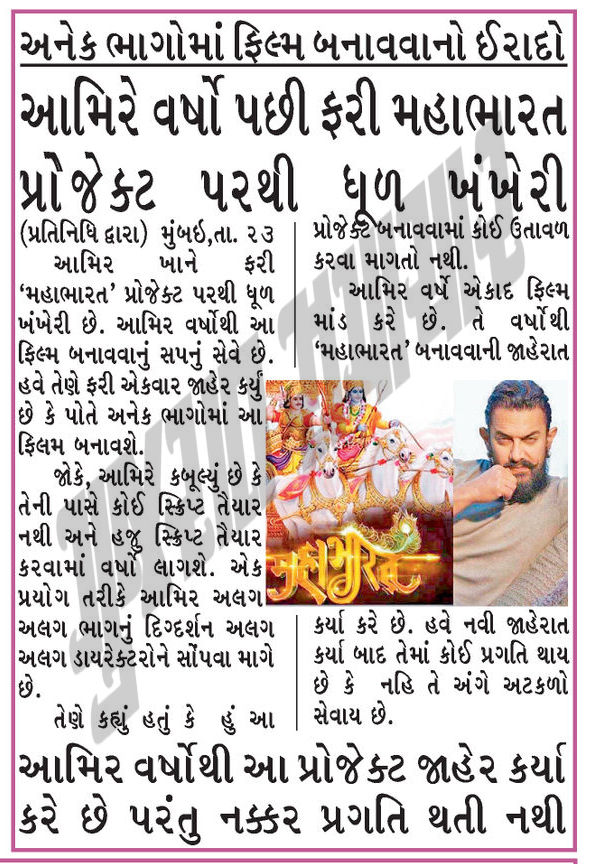 અનેક ભાગોમાં ફિલ્મ બનાવવાનો ઈરાદો
આમિરે વર્ષો પછી ફરી મહાભારત
પ્રોજેક્ટ પરથી ધૂળ ખંખેરી
(પ્રતિનિધિ દ્વારા) મુંબઇ,તા. ૨૩
આમિર ખાને ફરી
‘મહાભારત’ પ્રોજેક્ટ પરથી ધૂળ
ખંખેરી છે. આમિર વર્ષોથી આ
ફિલ્મ બનાવવાનું સપનું સેવે છે.
હવે તેણે ફરી એકવાર જાહેર કર્યું
છે કે પોતે અનેક ભાગોમાં આ
ફિલમ બનાવશે.
જોકે, આમિરે કબૂલ્યું છે કે
તેની પાસે કોઈ સ્ક્રિપ્ટ તૈયાર
નથી અને હજુ સ્ક્રિપ્ટ તૈયાર
કરવામાં વર્ષો લાગશે. એક
પ્રયોગ તરીકે આમિર અલગ
અલગ ભાગનું દિગ્દર્શન અલગ
અલગ ડાયરેક્ટરોને સોંપવા માગે
છે.
તેણે કહ્યું હતું કે હું આ
પ્રોજેક્ટ બનાવવામાં કોઈ ઉતાવળ
કરવા માગતો નથી.
આમિર વર્ષે એકાદ ફિલ્મ
માંડ કરે છે. તે વર્ષોથી
‘મહાભારત’ બનાવવાની જાહેરાત
महाभारत
કર્યા કરે છે. હવે નવી જાહેરાત
કર્યા બાદ તેમાં કોઈ પ્રગતિ થાય
છે કે નહિ તે અંગે અટકળો
સેવાય છે.
આમિર વર્ષોથી આ પ્રોજેક્ટ જાહેર કર્યા
કરે છે પરંતુ નક્કર પ્રગતિ થતી નથી